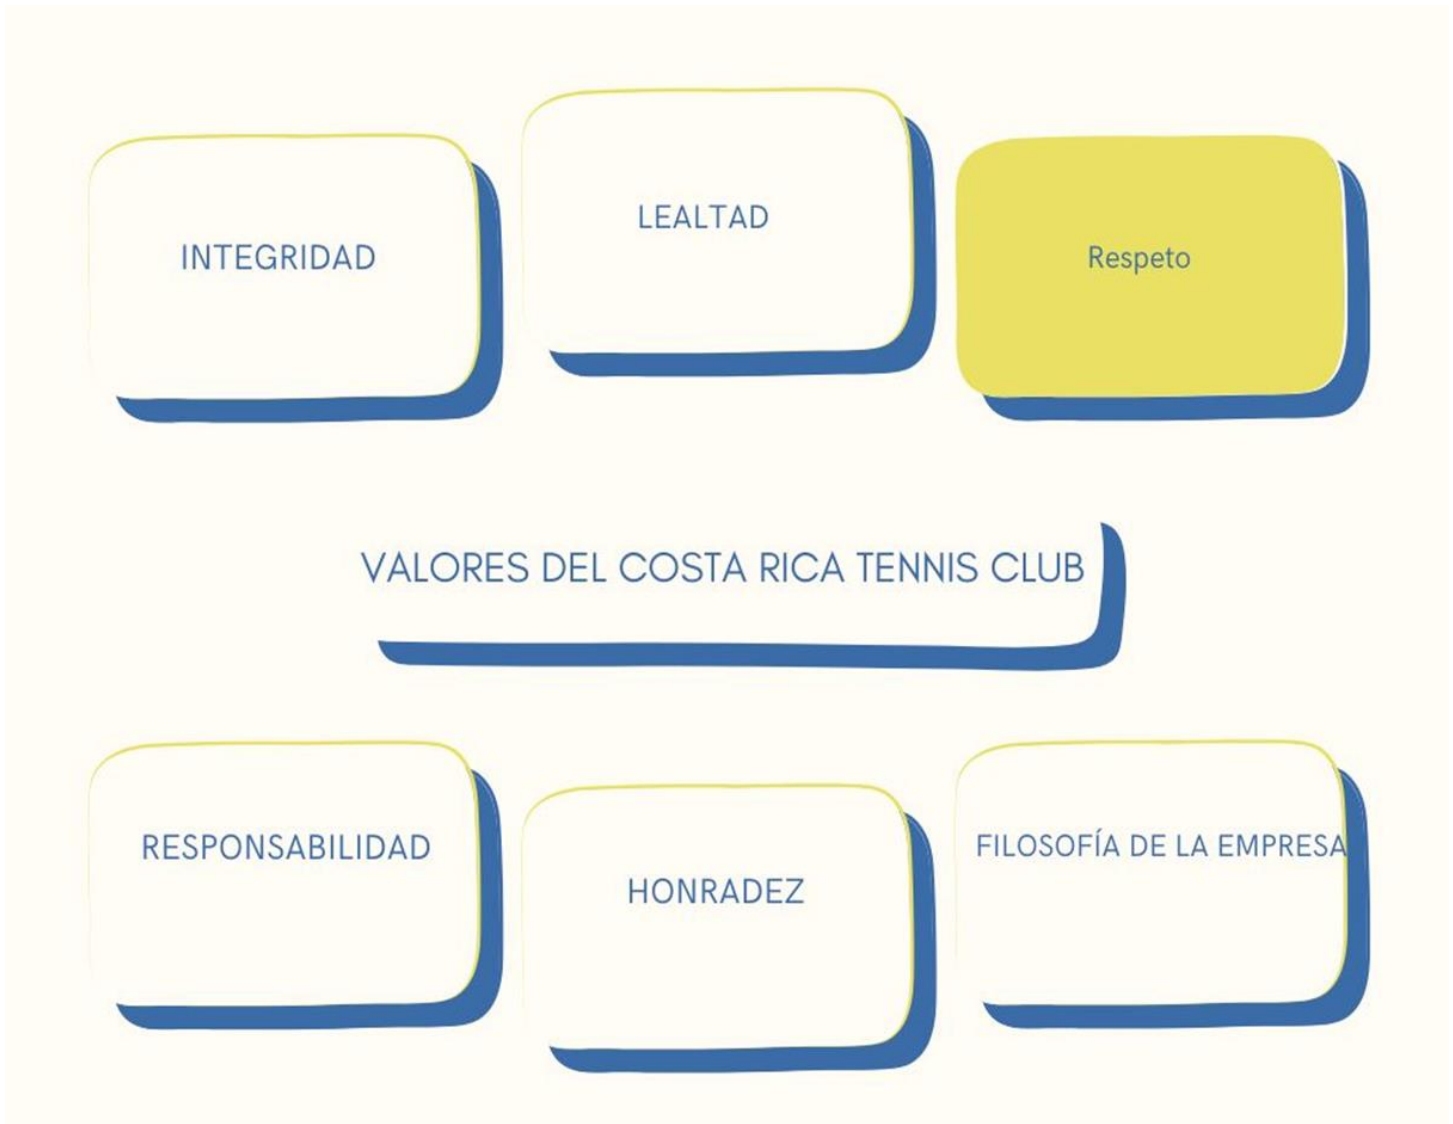 INTEGRIDAD
LEALTAD
Respeto
VALORES DEL COSTA RICA TENNIS CLUB
RESPONSABILIDAD
HONRADEZ
FILOSOFÍA DE LA EMPRESA